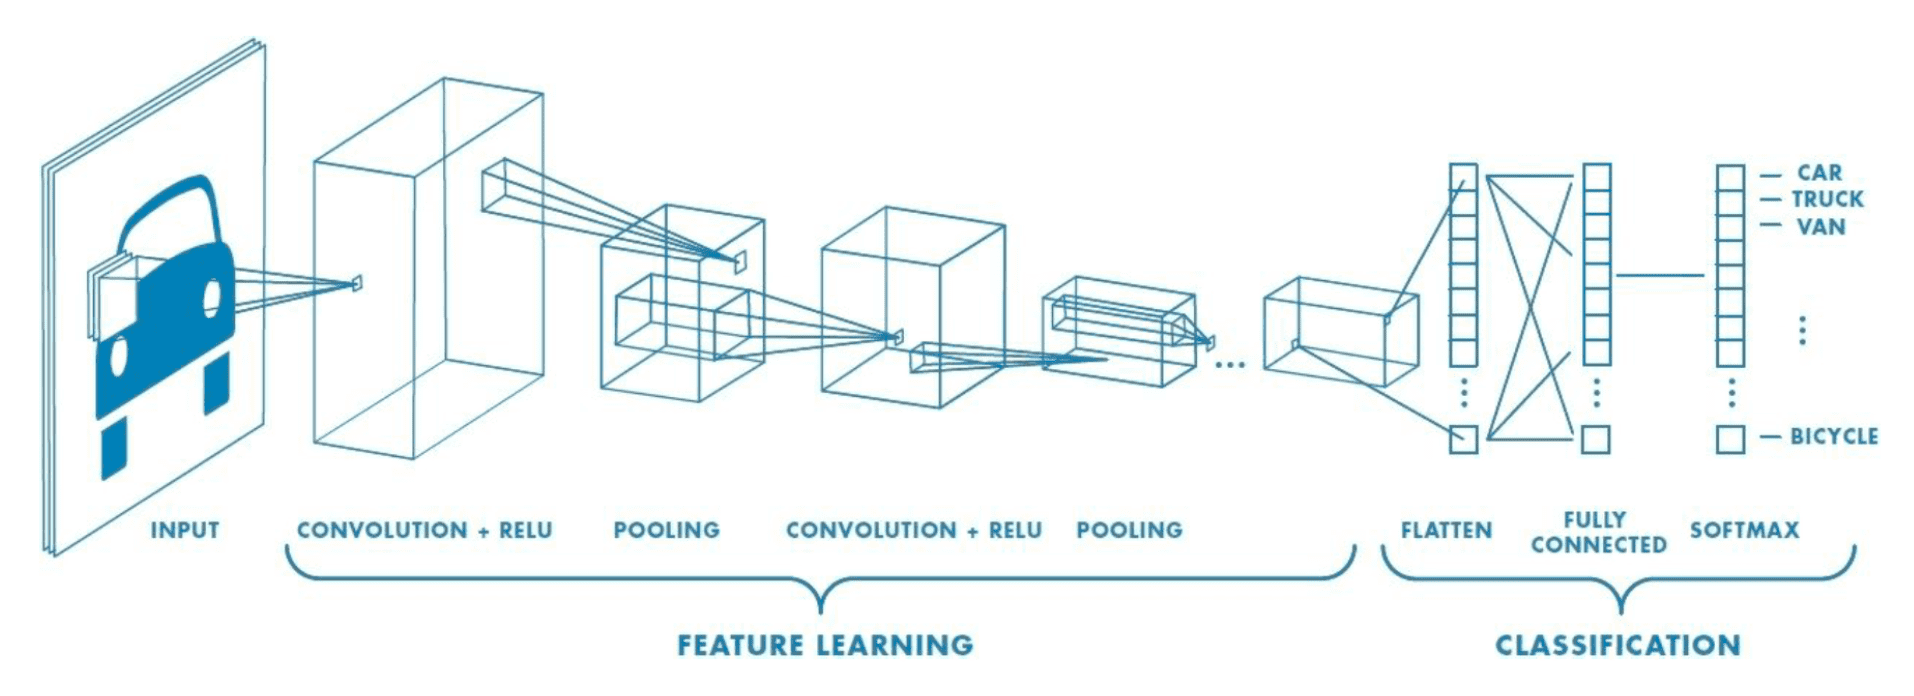 CAR
TRUCK
VAN
BICYCLE
INPUT
CONVOLUTION + RELU
POOLING
CONVOLUTION + RELU
POOLING
FLATTEN
FULLY
CONNECTED
SOFTMAX
FEATURE LEARNING
CLASSIFICATION